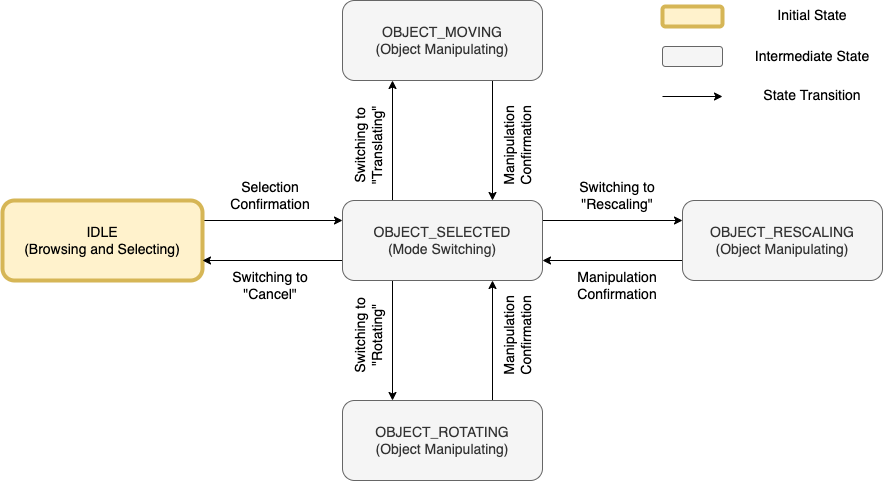 OBJECT_MOVING
(Object Manipulating)
Initial State
Intermediate State
State Transition
Switching to
"Translating"
Manipulation
Confirmation
Selection
Confirmation
Switching to
"Rescaling"
IDLE
(Browsing and Selecting)
OBJECT_SELECTED
(Mode Switching)
OBJECT_RESCALING
(Object Manipulating)
Switching to
"Cancel"
Manipulation
Confirmation
Switching to
"Rotating"
Manipulation
Confirmation
OBJECT_ROTATING
(Object Manipulating)